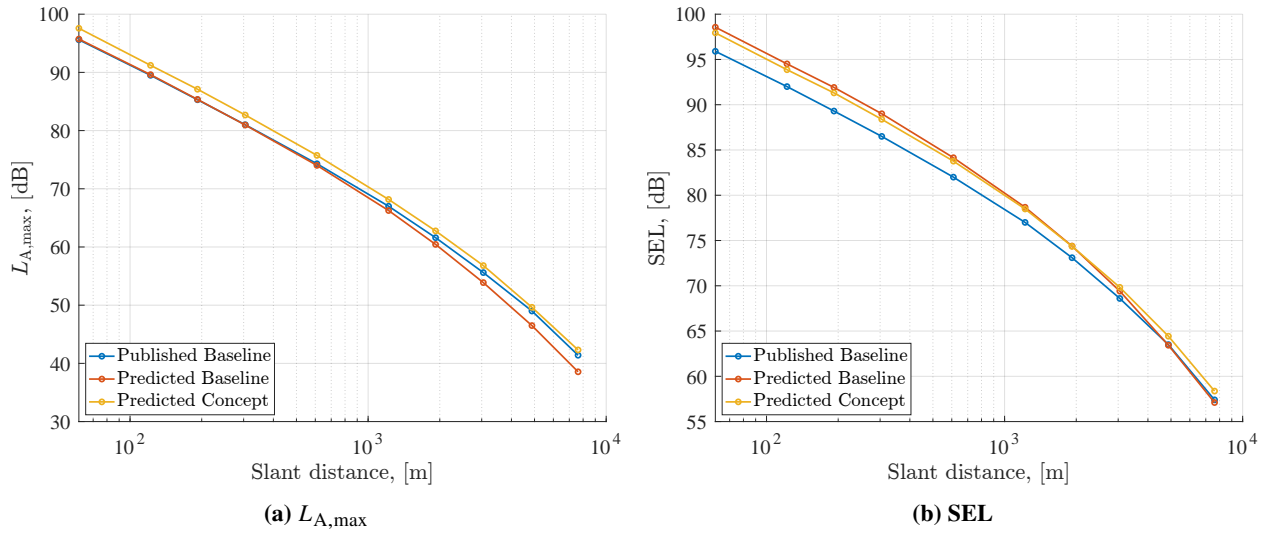 100
90
80
70
60
50
40
30
L_A,max, [dB]
Published Baseline
Predicted Baseline
Predicted Concept
10^2
10^3
10^4
Slant distance, [m]
(a) L_A,max
100
95
90
85
80
75
70
65
60
55
SEL, [dB]
Published Baseline
Predicted Baseline
Predicted Concept
10^2
10^3
10^4
Slant distance, [m]
(b) SEL